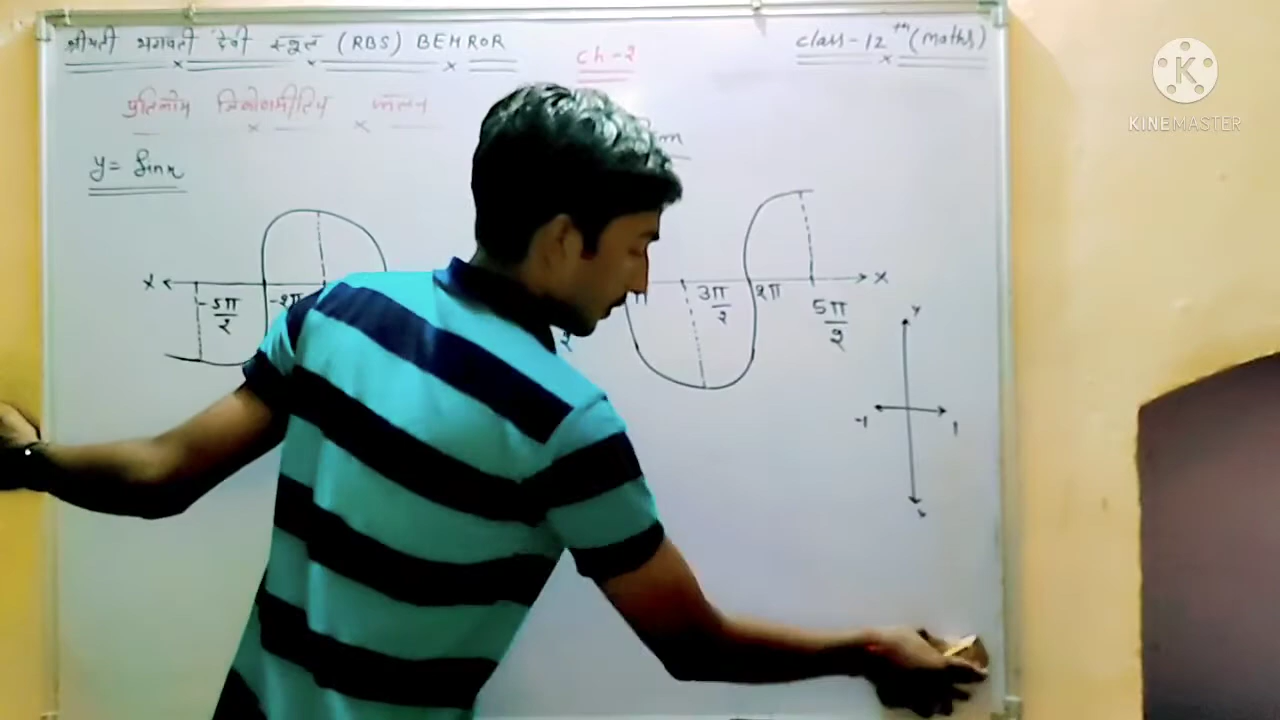 श्रीमती भगवती देवी स्कूल (RBS) BEHROR
class-12th (maths)
ch-2
प्रतिलोम त्रिकोणमीतिय फलन
y= Sinx
X
X
-5π/2
-2π
π
3π/2
2π
5π/2
Y
-1
1
KINEMASTER